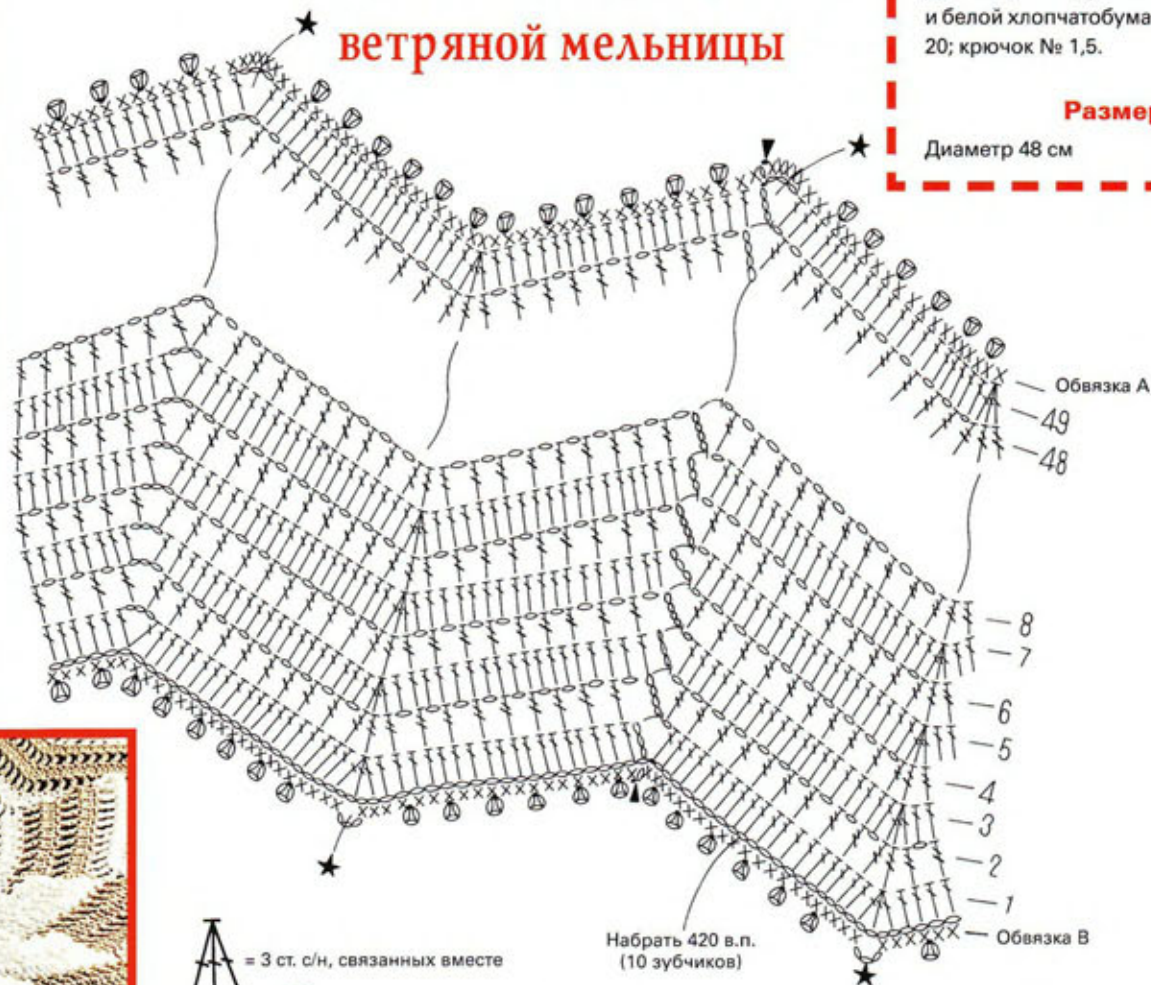 ветряной мельницы
и белой хлопчатобума
20; крючок № 1,5.
Размер
Диаметр 48 см
Обвязка А
49
48
8
7
6
5
4
3
2
1
Обвязка В
Набрать 420 в.п.
(10 зубчиков)
= 3 ст. с/н, связанных вместе